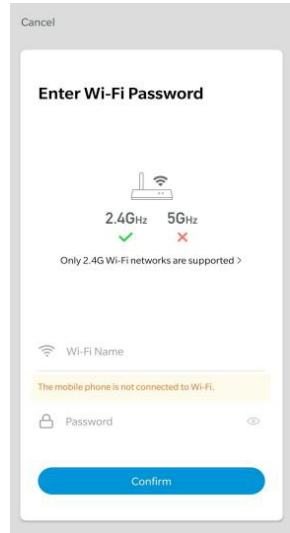 Cancel
Enter Wi-Fi Password
2.4GHz 5GHz
Only 2.4G Wi-Fi networks are supported >
Wi-Fi Name
The mobile phone is not connected to Wi-Fi.
Password
Confirm